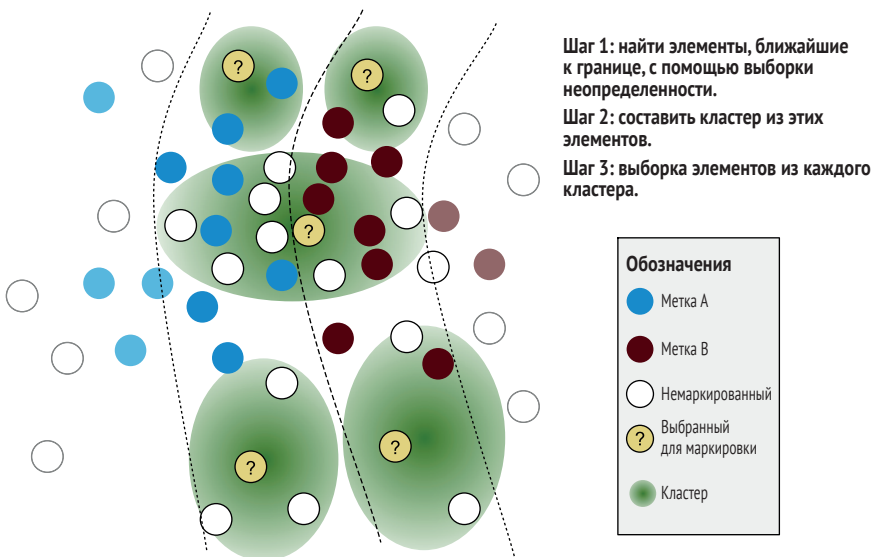 ?
?
?
?
?
Шаг 1: найти элементы, ближайшие
к границе, с помощью выборки
неопределенности.
Шаг 2: составить кластер из этих
элементов.
Шаг 3: выборка элементов из каждого
кластера.
Обозначения
Метка A
Метка B
Немаркированный
?
Выбранный
для маркировки
Кластер